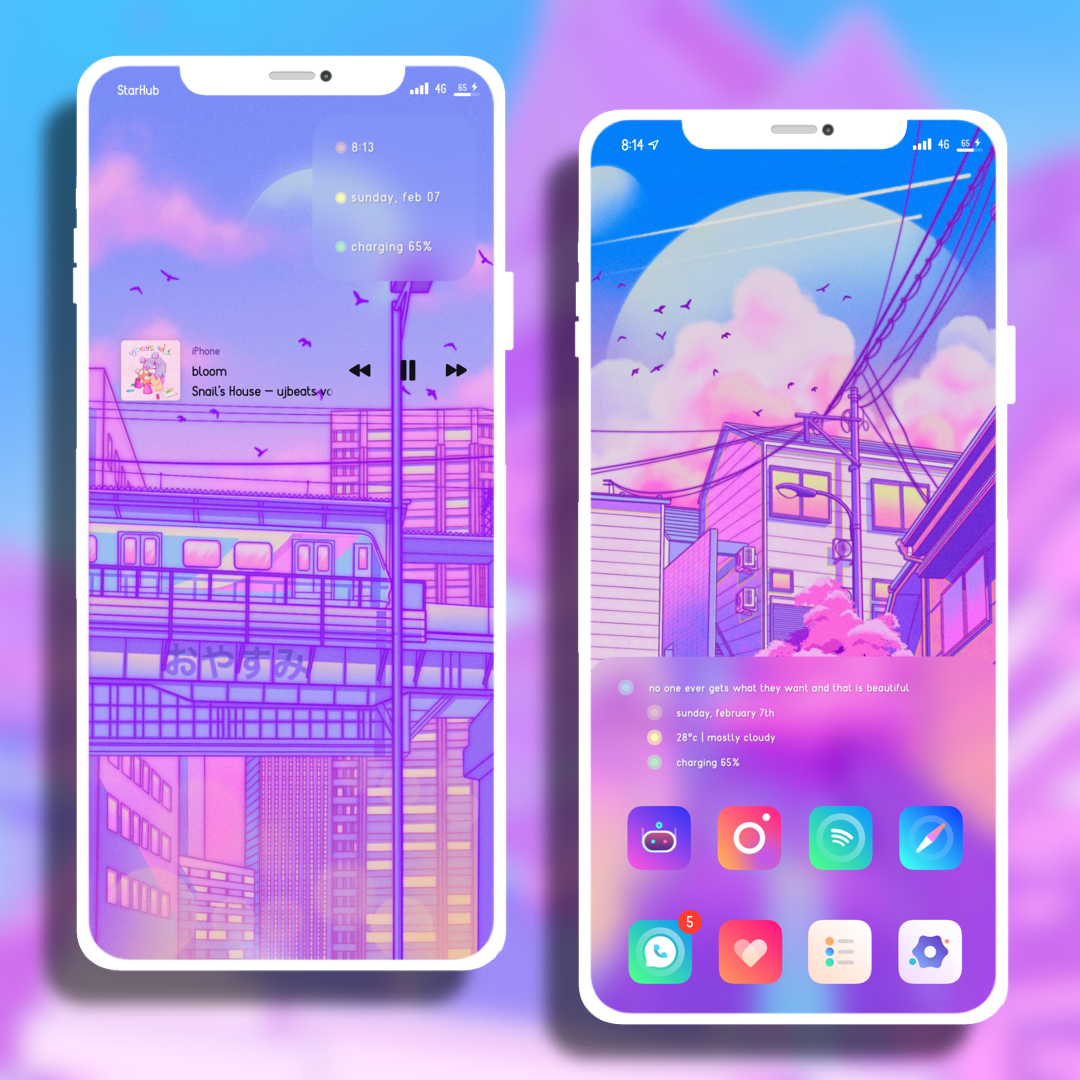 StarHub
4G
65
8:13
sunday, feb 07
charging 65%
iPhone
bloom
Snail's House — ujbeats vo
おやすみ
8:14
4G
65
no one ever gets what they want and that is beautiful
sunday, february 7th
28°c | mostly cloudy
charging 65%
5